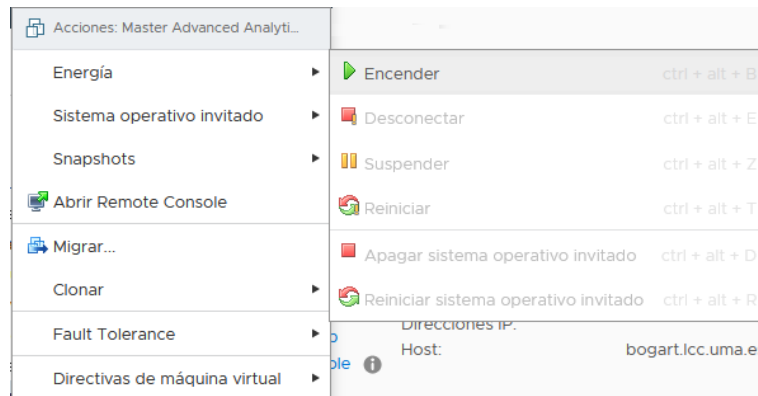 Acciones: Master Advanced Analyti...
Energía
Sistema operativo invitado
Snapshots
Abrir Remote Console
Migrar...
Clonar
Fault Tolerance
Directivas de máquina virtual
Encender ctrl + alt + B
Desconectar ctrl + alt + E
Suspender ctrl + alt + Z
Reiniciar ctrl + alt + T
Apagar sistema operativo invitado ctrl + alt + D
Reiniciar sistema operativo invitado ctrl + alt + R
Direcciones IP:
Host: bogart.lcc.uma.e